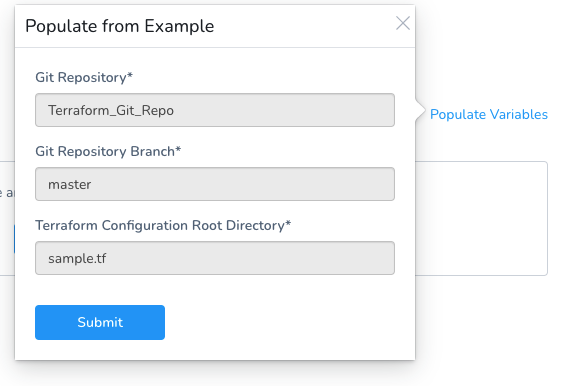 Populate from Example
Git Repository*
Terraform_Git_Repo
Populate Variables
Git Repository Branch*
master
Terraform Configuration Root Directory*
sample.tf
Submit